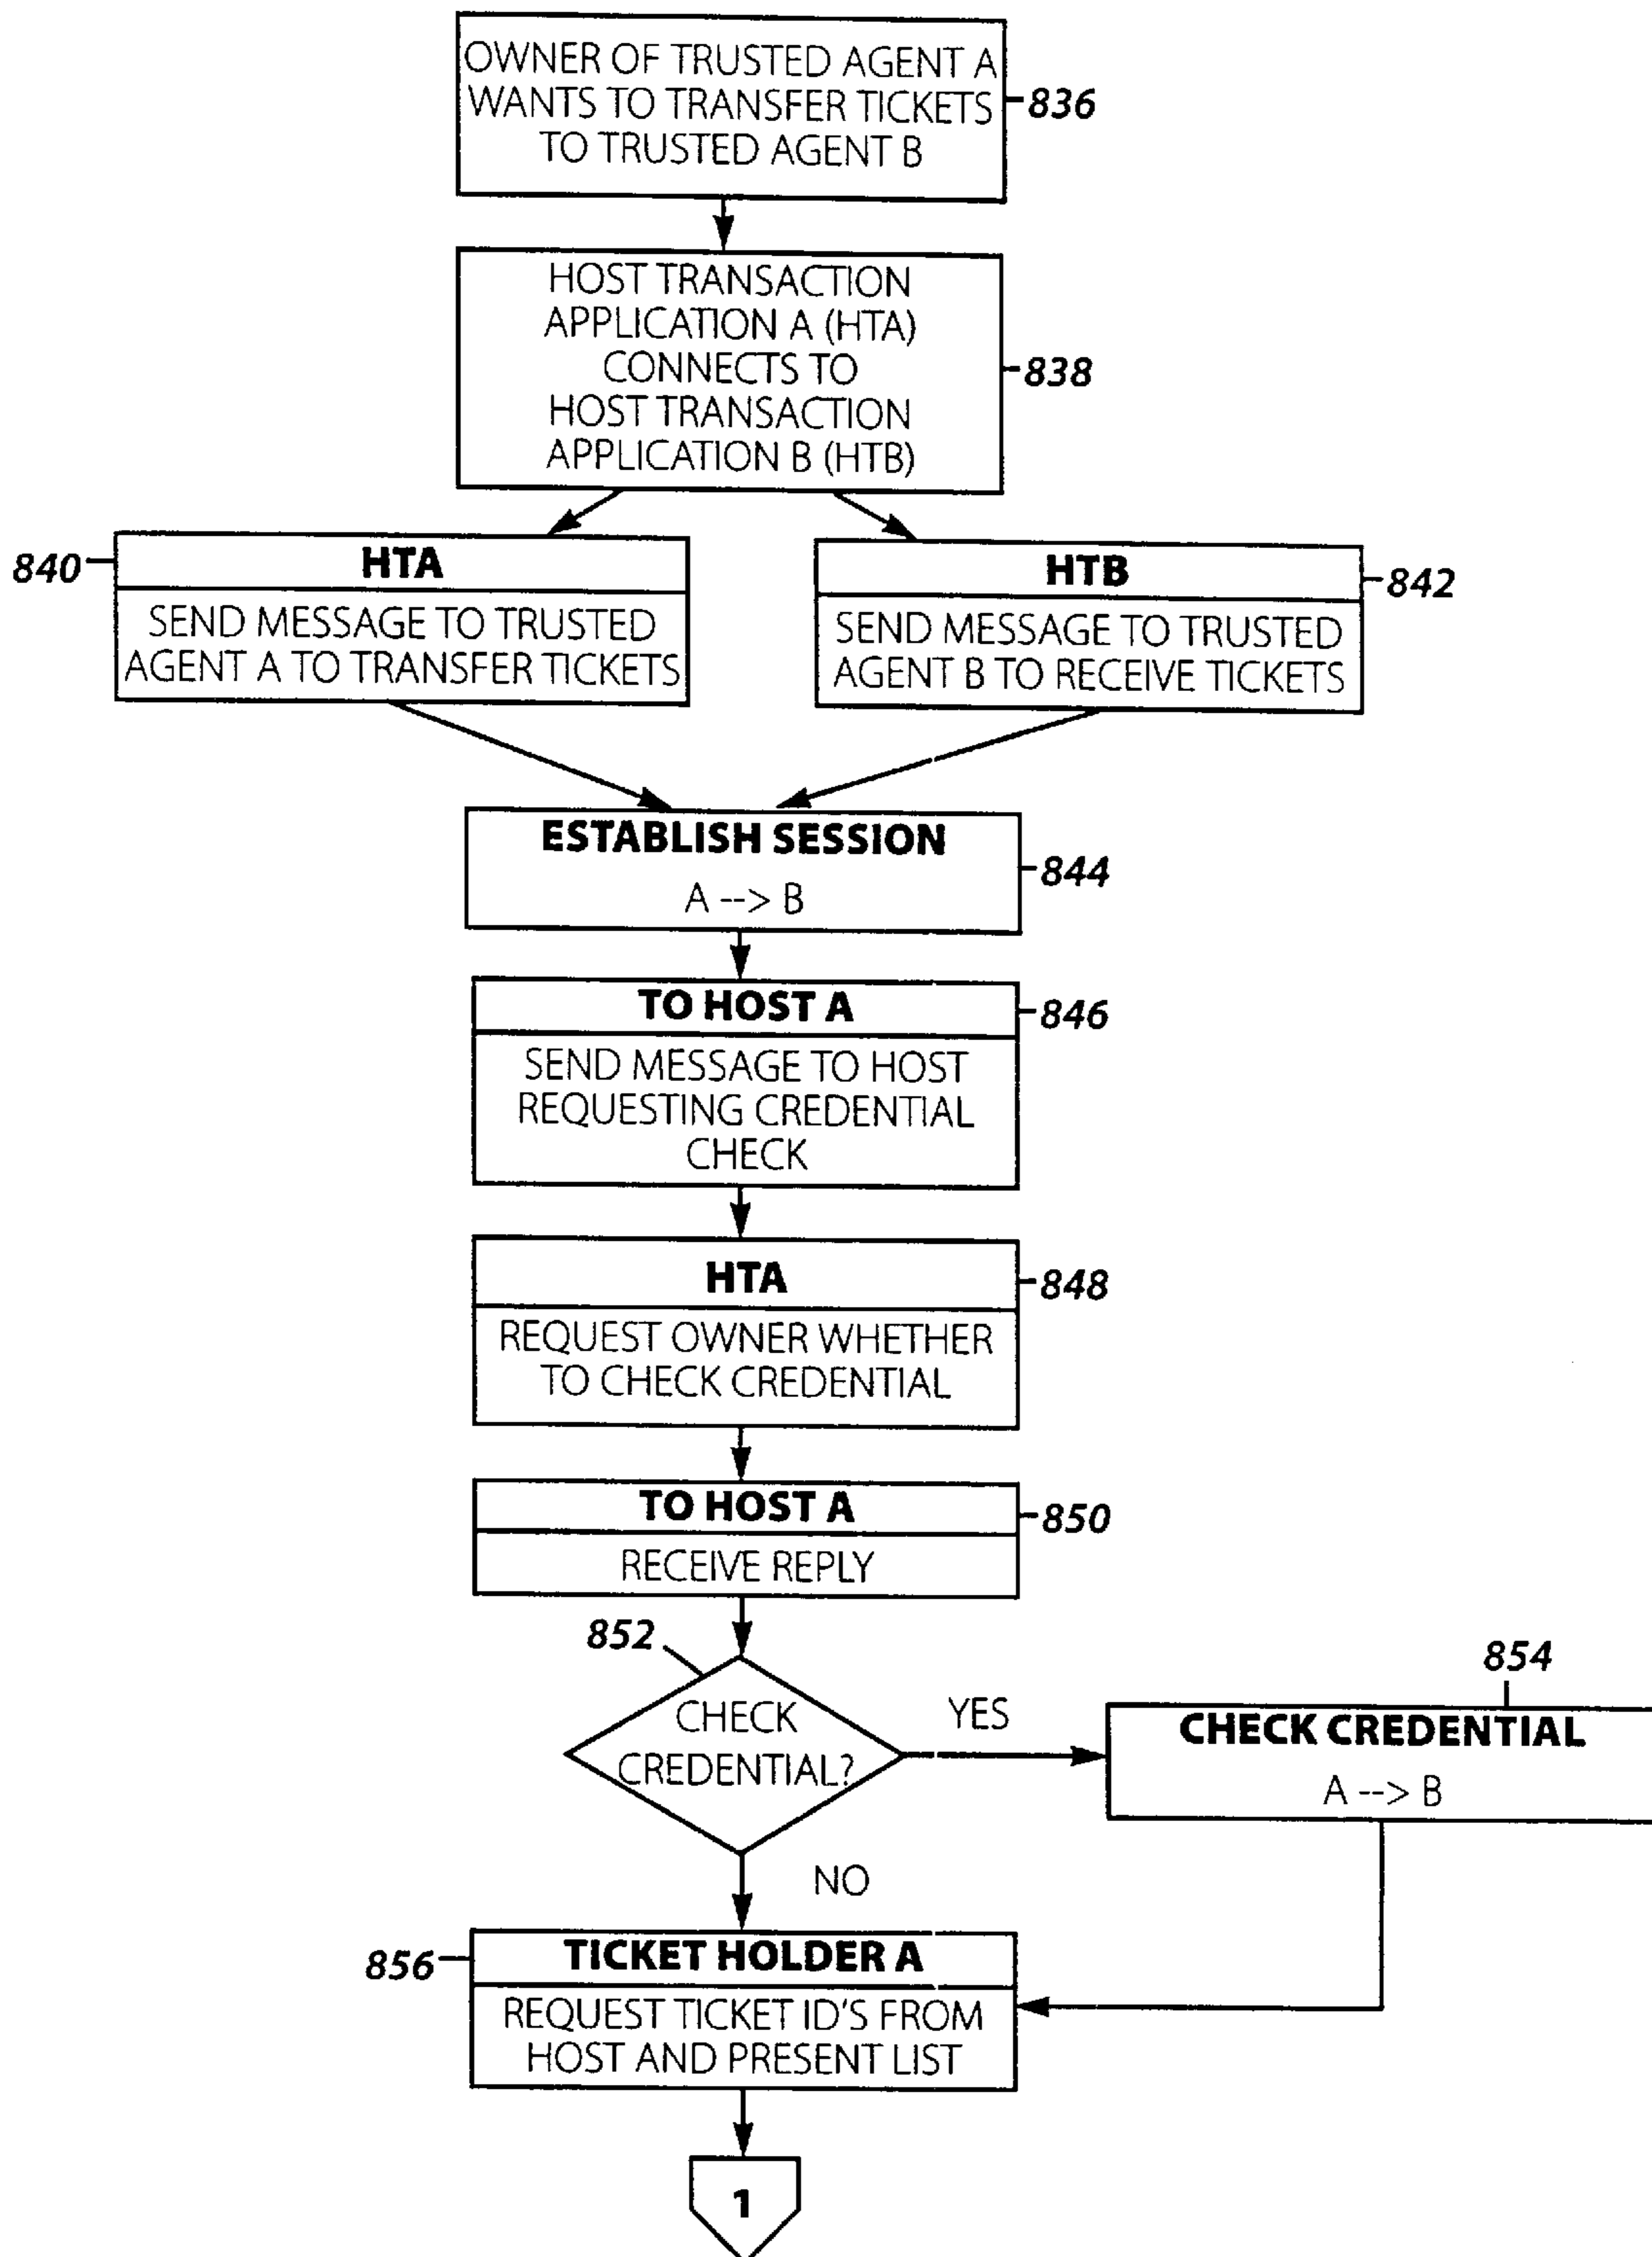 OWNER OF TRUSTED AGENT A
WANTS TO TRANSFER TICKETS
TO TRUSTED AGENT B
836
HOST TRANSACTION
APPLICATION A (HTA)
CONNECTS TO
HOST TRANSACTION
APPLICATION B (HTB)
838
840
HTA
SEND MESSAGE TO TRUSTED
AGENT A TO TRANSFER TICKETS
HTB
842
SEND MESSAGE TO TRUSTED
AGENT B TO RECEIVE TICKETS
ESTABLISH SESSION
A --> B
844
TO HOST A
846
SEND MESSAGE TO HOST
REQUESTING CREDENTIAL
CHECK
HTA
848
REQUEST OWNER WHETHER
TO CHECK CREDENTIAL
TO HOST A
850
RECEIVE REPLY
852
CHECK
CREDENTIAL?
YES
854
CHECK CREDENTIAL
A --> B
NO
856
TICKET HOLDER A
REQUEST TICKET ID'S FROM
HOST AND PRESENT LIST
1